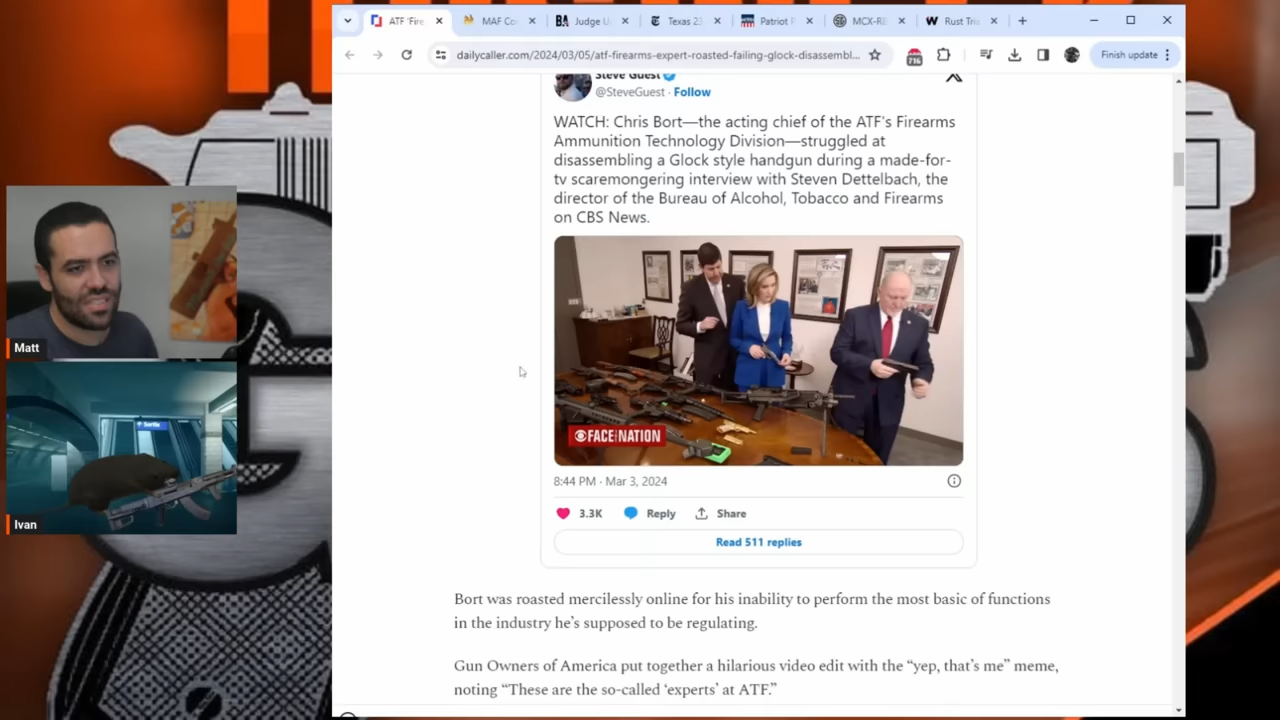 ATF 'Fire
MAF Co
Judge U
Texas 23
Patriot P
MCX-RE
Rust Tri
dailycaller.com/2024/03/05/atf-firearms-expert-roasted-failing-glock-disassembl...
716
Finish update
Steve Guest
@SteveGuest · Follow
WATCH: Chris Bort—the acting chief of the ATF's Firearms
Ammunition Technology Division—struggled at
disassembling a Glock style handgun during a made-for-
tv scaremongering interview with Steven Dettelbach, the
director of the Bureau of Alcohol, Tobacco and Firearms
on CBS News.
FACE THE NATION
8:44 PM · Mar 3, 2024
3.3K
Reply
Share
Read 511 replies
Bort was roasted mercilessly online for his inability to perform the most basic of functions
in the industry he's supposed to be regulating.
Gun Owners of America put together a hilarious video edit with the “yep, that's me” meme,
noting “These are the so-called ‘experts’ at ATF.”
Matt
Sortie
Ivan